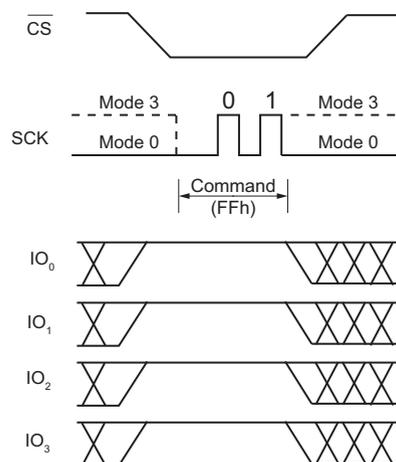 CS
Mode 3 0 1 Mode 3
SCK
Mode 0 Mode 0
Command
(FFh)
IO₀
IO₁
IO₂
IO₃